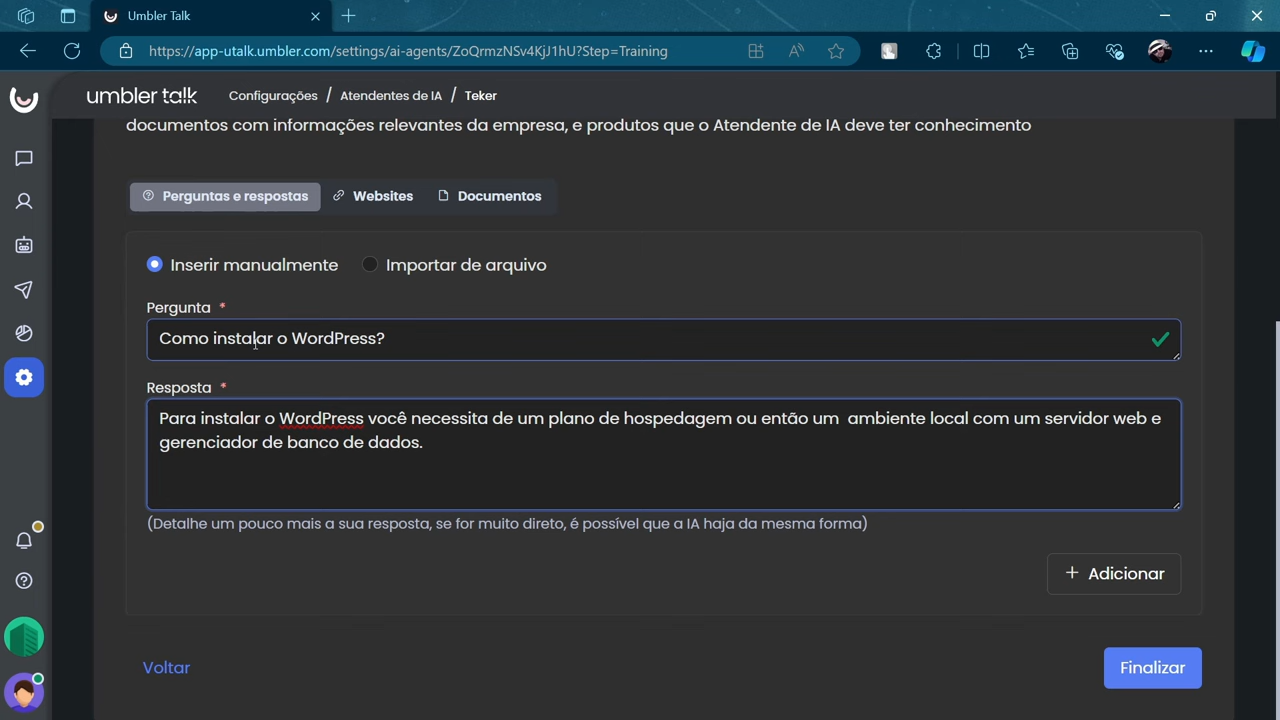 Umbler Talk
https://app-utalk.umbler.com/settings/ai-agents/ZoQrmzNSv4KjJ1hU?Step=Training
umbler talk Configurações / Atendentes de IA / Teker
documentos com informações relevantes da empresa, e produtos que o Atendente de IA deve ter conhecimento
Perguntas e respostas Websites Documentos
Inserir manualmente Importar de arquivo
Pergunta *
Como instalar o WordPress?
Resposta *
Para instalar o WordPress você necessita de um plano de hospedagem ou então um  ambiente local com um servidor web e
gerenciador de banco de dados.
(Detalhe um pouco mais a sua resposta, se for muito direto, é possível que a IA haja da mesma forma)
+ Adicionar
Voltar Finalizar